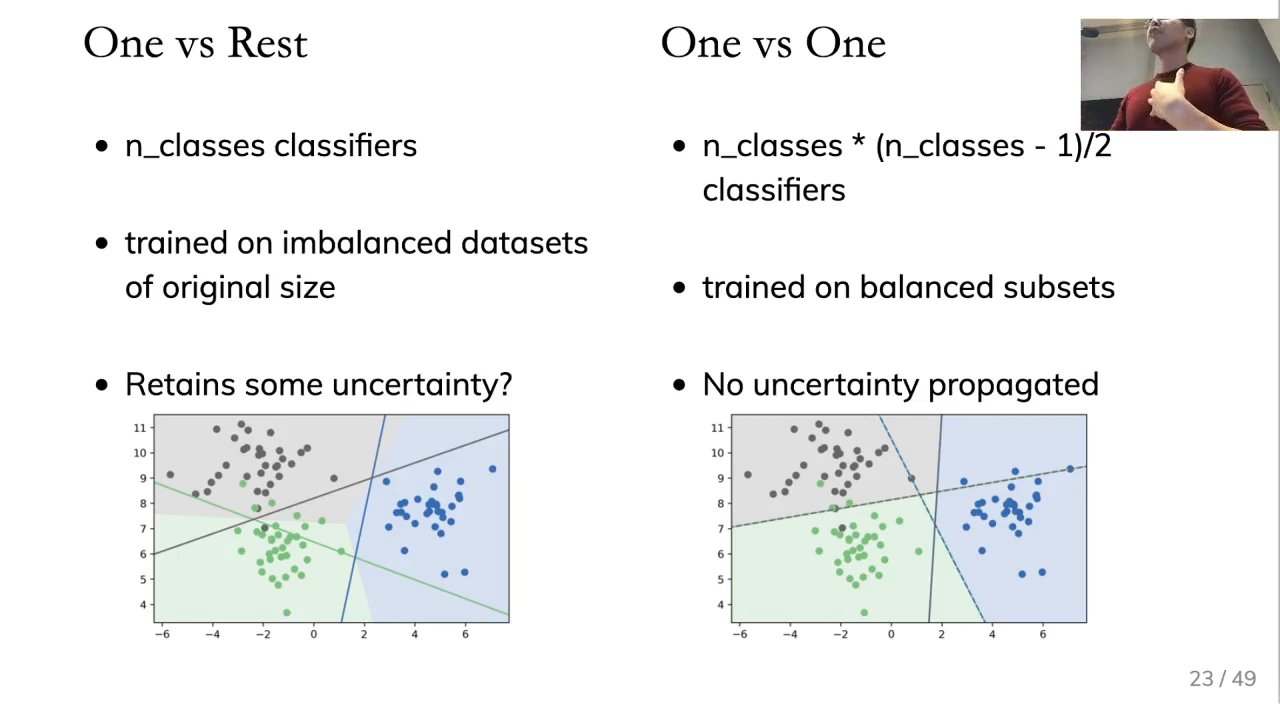 One vs Rest
• n_classes classifiers
• trained on imbalanced datasets
of original size
• Retains some uncertainty?
11
10
9
8
7
6
5
4
−6 −4 −2 0 2 4 6
One vs One
• n_classes * (n_classes - 1)/2
classifiers
• trained on balanced subsets
• No uncertainty propagated
11
10
9
8
7
6
5
4
−6 −4 −2 0 2 4 6
23 / 49